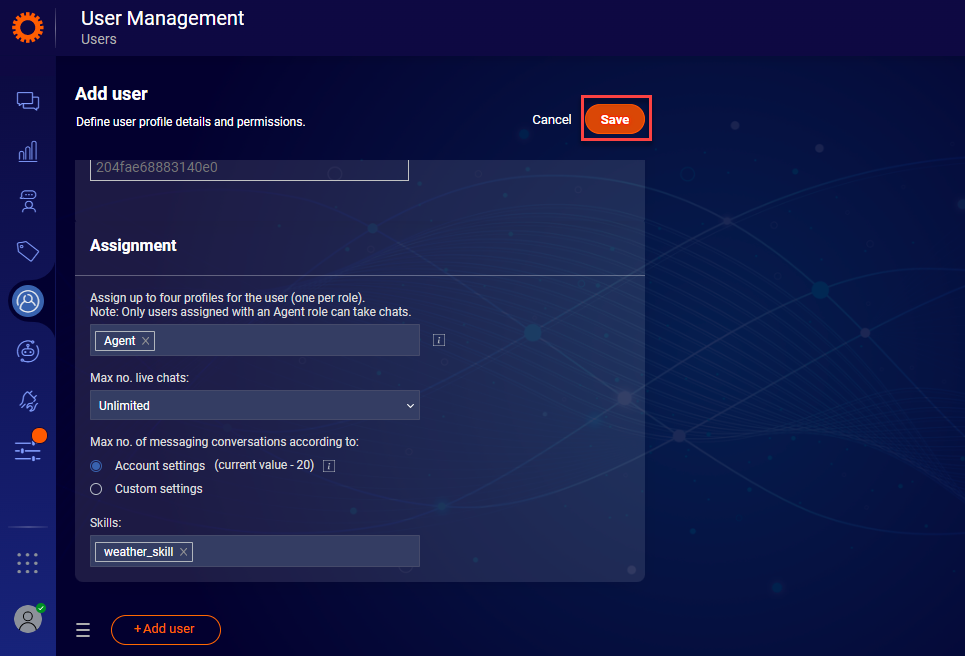 User Management
Users
Add user
Define user profile details and permissions.
Cancel
Save
204fae68883140e0
Assignment
Assign up to four profiles for the user (one per role).
Note: Only users assigned with an Agent role can take chats.
Agent ×
i
Max no. live chats:
Unlimited
Max no. of messaging conversations according to:
Account settings (current value - 20) i
Custom settings
Skills:
weather_skill ×
+Add user